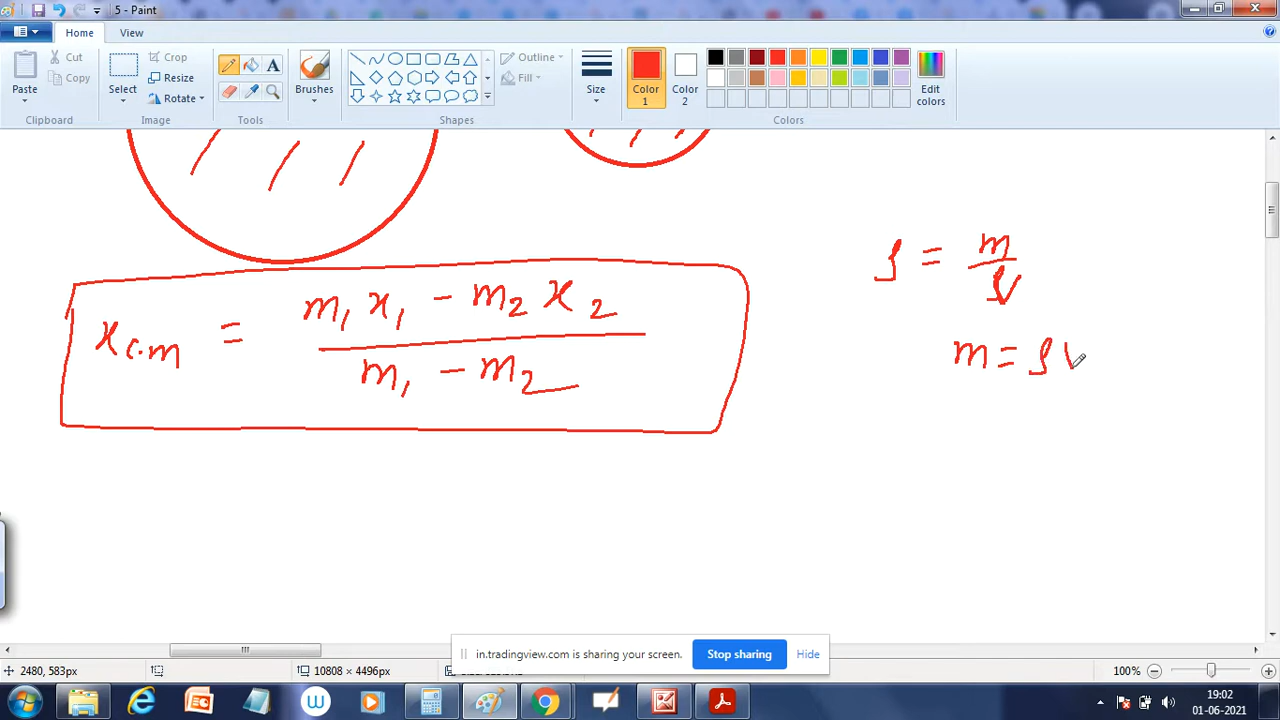 5 - Paint
Home View
Paste
Cut
Copy
Clipboard
Select
Crop
Resize
Rotate
Image
Tools
Brushes
Shapes
Outline
Fill
Size
Color 1
Color 2
Edit colors
Colors
ρ = m/V
x_c.m = (m₁x₁ - m₂x₂)/(m₁ - m₂)
m = ρV
in.tradingview.com is sharing your screen. Stop sharing Hide
2480, 583px
10808 × 4496px
100%
19:02
01-06-2021